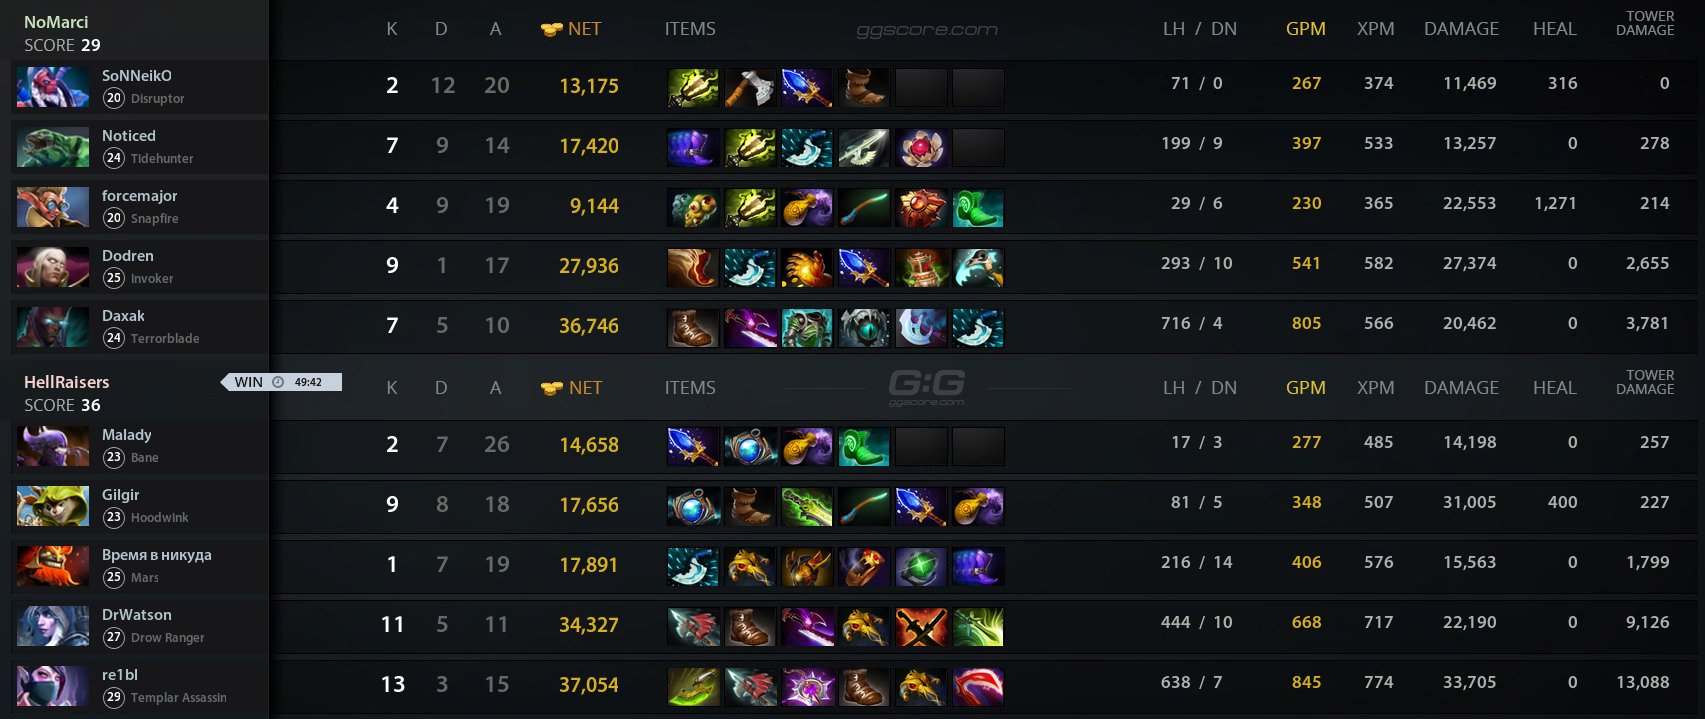 NoMarci K D A NET ITEMS ggscore.com LH / DN GPM XPM DAMAGE HEAL TOWER DAMAGE
SCORE 29
SoNNeikO 2 12 20 13,175 71 / 0 267 374 11,469 316 0
20 Disruptor
Noticed 7 9 14 17,420 199 / 9 397 533 13,257 0 278
24 Tidehunter
forcemajor 4 9 19 9,144 29 / 6 230 365 22,553 1,271 214
20 Snapfire
Dodren 9 1 17 27,936 293 / 10 541 582 27,374 0 2,655
25 Invoker
Daxak 7 5 10 36,746 716 / 4 805 566 20,462 0 3,781
24 Terrorblade
HellRaisers WIN 49:42 K D A NET ITEMS G:G ggscore.com LH / DN GPM XPM DAMAGE HEAL TOWER DAMAGE
SCORE 36
Malady 2 7 26 14,658 17 / 3 277 485 14,198 0 257
23 Bane
Gilgir 9 8 18 17,656 81 / 5 348 507 31,005 400 227
23 Hoodwink
Время в никуда 1 7 19 17,891 216 / 14 406 576 15,563 0 1,799
25 Mars
DrWatson 11 5 11 34,327 444 / 10 668 717 22,190 0 9,126
27 Drow Ranger
re1bl 13 3 15 37,054 638 / 7 845 774 33,705 0 13,088
29 Templar Assassin